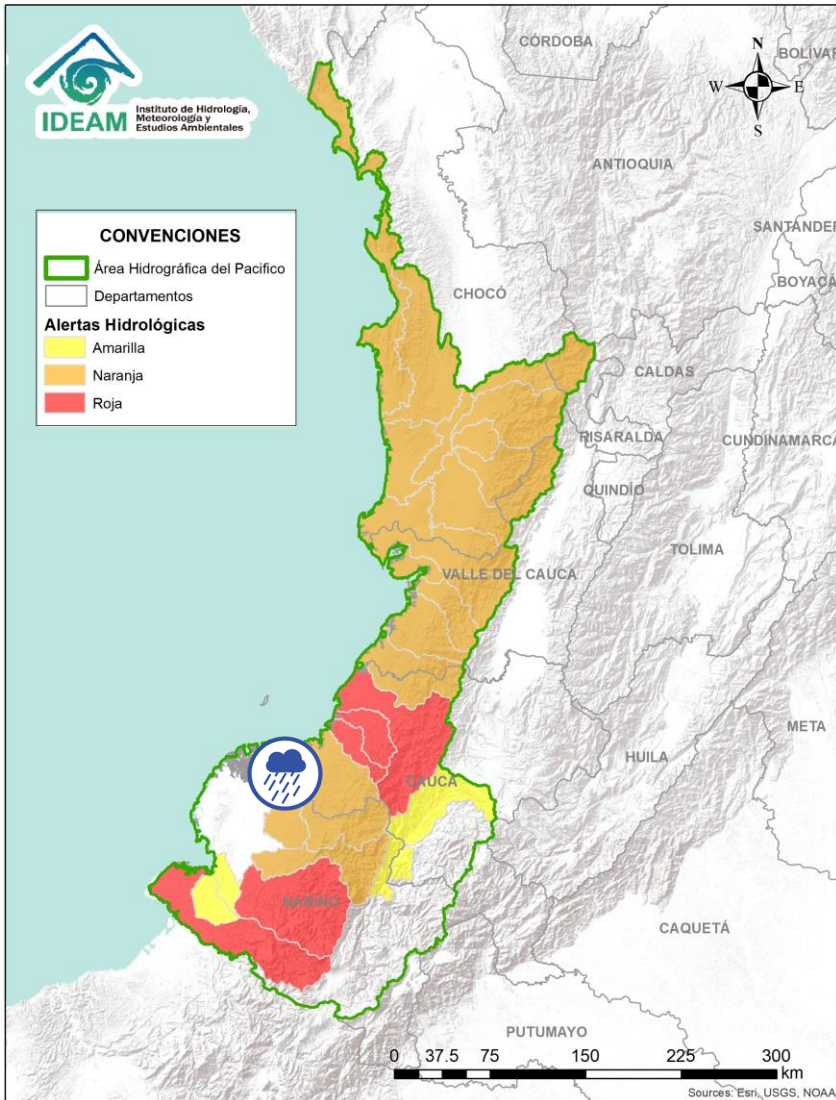 IDEAM
Instituto de Hidrología,
Meteorología y
Estudios Ambientales
CÓRDOBA
BOLÍVAR
N
W
E
S
ANTIOQUIA
CONVENCIONES
Área Hidrográfica del Pacifico
Departamentos
Alertas Hidrológicas
Amarilla
Naranja
Roja
SANTANDER
BOYACÁ
CHOCÓ
CALDAS
RISARALDA
CUNDINAMARCA
QUINDÍO
TOLIMA
VALLE DEL CAUCA
META
HUILA
CAUCA
NARIÑO
CAQUETÁ
PUTUMAYO
0 37.5 75 150 225 300
km
Sources: Esri, USGS, NOAA